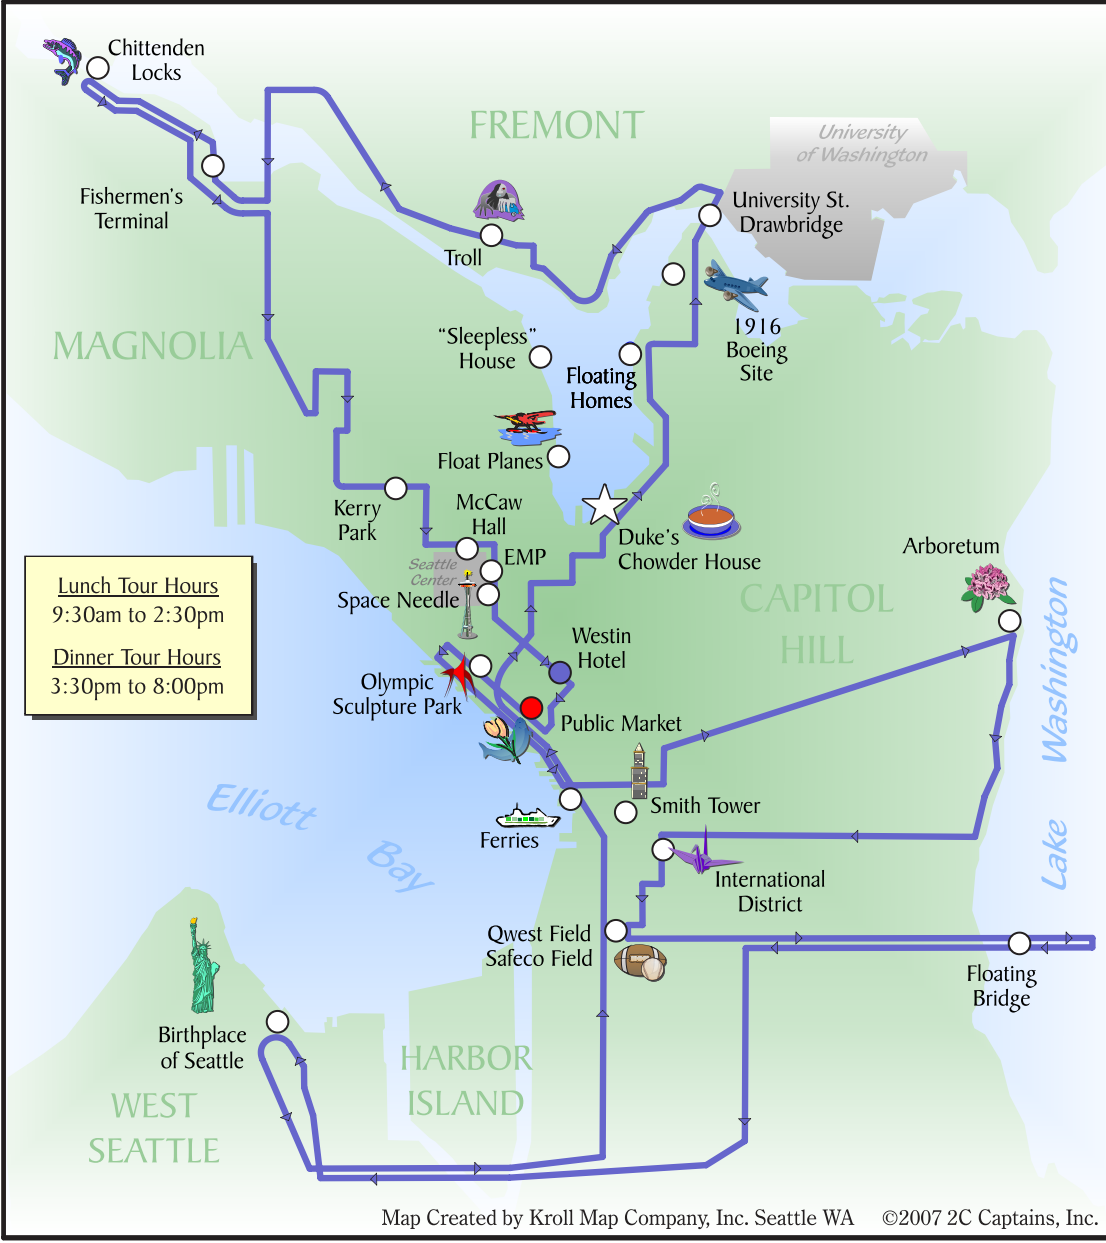 Chittenden
Locks
FREMONT
University
of Washington
Fishermen's
Terminal
University St.
Drawbridge
Troll
MAGNOLIA
"Sleepless"
House
1916
Boeing
Site
Floating
Homes
Float Planes
Kerry
Park
McCaw
Hall
Duke's
Chowder House
Arboretum
EMP
Seattle
Center
Space Needle
CAPITOL
HILL
Lunch Tour Hours
9:30am to 2:30pm
Dinner Tour Hours
3:30pm to 8:00pm
Westin
Hotel
Olympic
Sculpture Park
Public Market
Lake Washington
Elliott
Bay
Smith Tower
Ferries
International
District
Qwest Field
Safeco Field
Floating
Bridge
Birthplace
of Seattle
HARBOR
ISLAND
WEST
SEATTLE
Map Created by Kroll Map Company, Inc. Seattle WA ©2007 2C Captains, Inc.